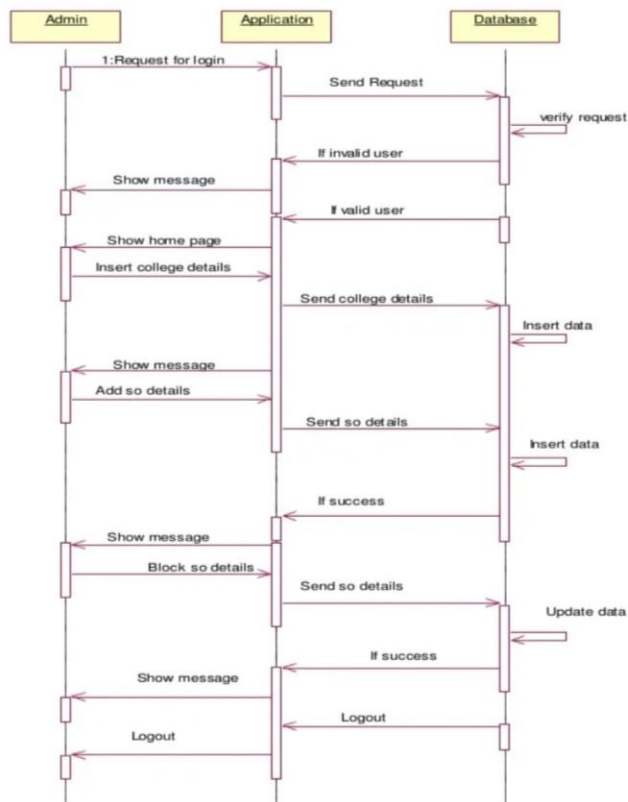 Admin
Application
Database
1:Request for login
Send Request
verify request
If invalid user
Show message
If valid user
Show home page
Insert college details
Send college details
Insert data
Show message
Add so details
Send so details
Insert data
If success
Show message
Block so details
Send so details
Update data
If success
Show message
Logout
Logout